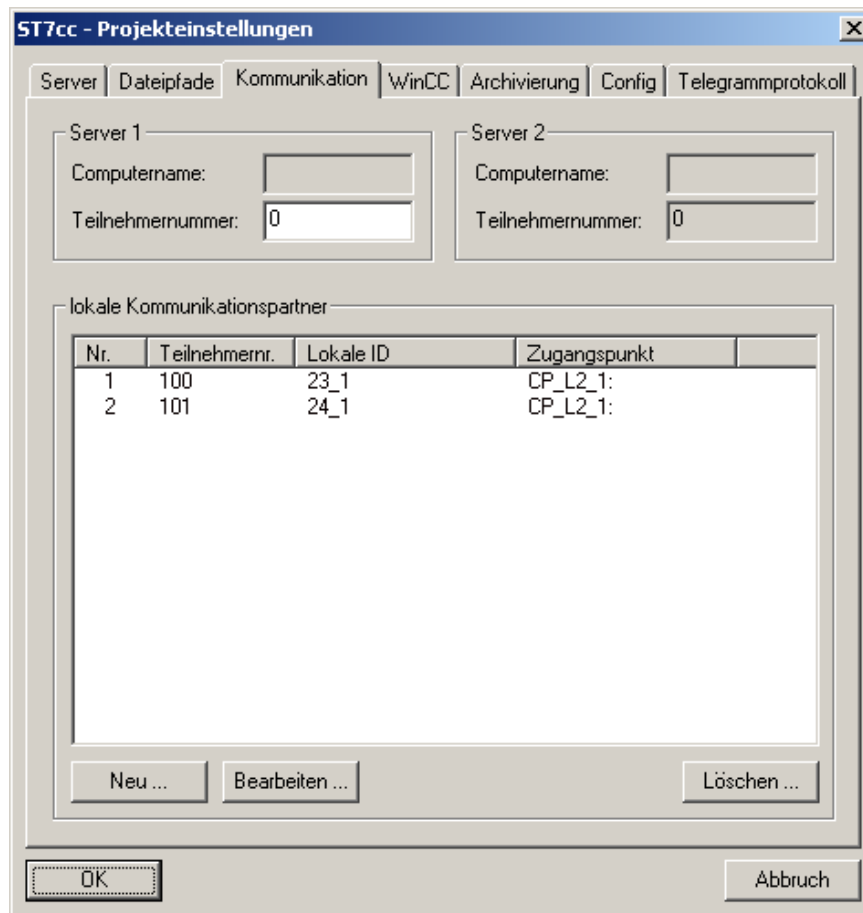 ST7cc - Projekteinstellungen
Server Dateipfade Kommunikation WinCC Archivierung Config Telegrammprotokoll
Server 1 Server 2
Computername: Computername:
Teilnehmernummer: 0 Teilnehmernummer: 0
lokale Kommunikationspartner
Nr. Teilnehmernr. Lokale ID Zugangspunkt
1 100 23_1 CP_L2_1:
2 101 24_1 CP_L2_1:
Neu ... Bearbeiten ... Löschen ...
OK Abbruch